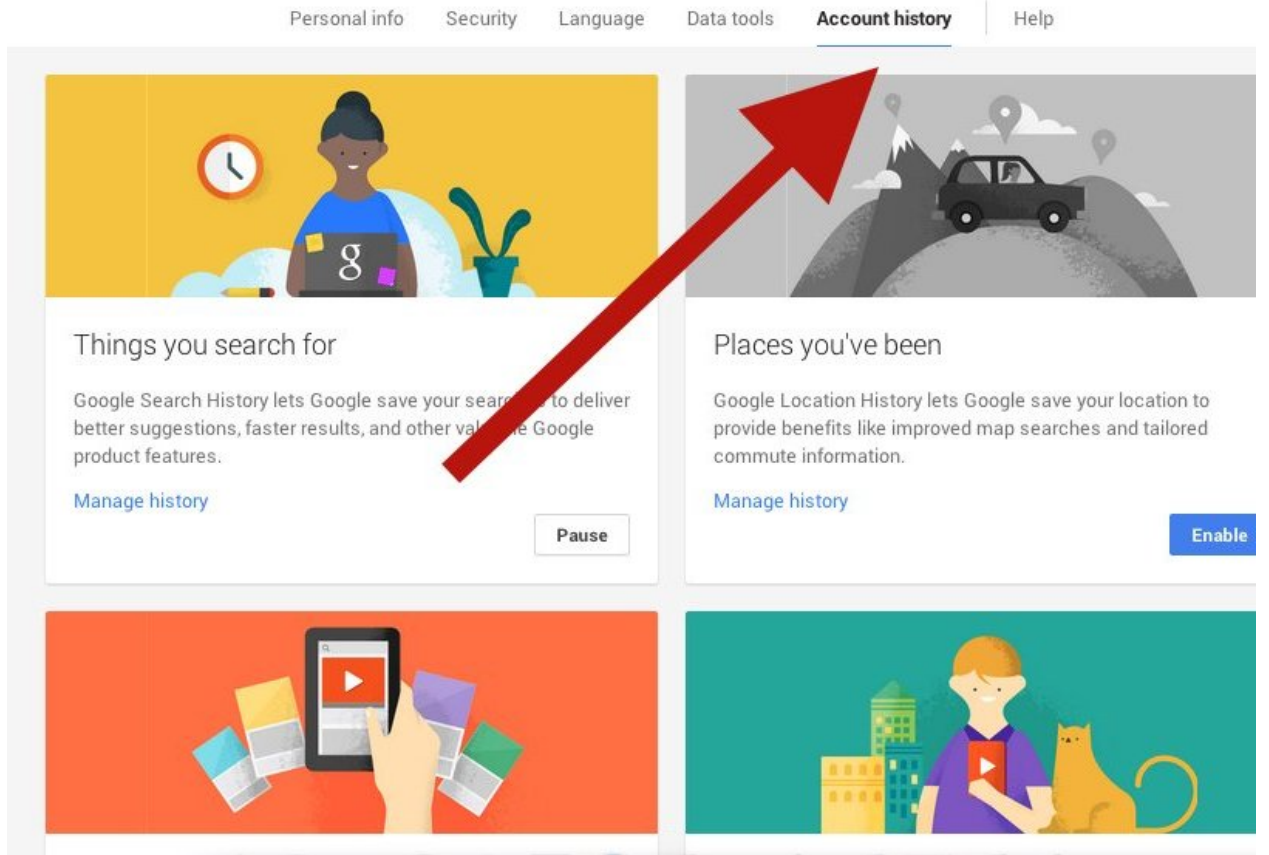 Personal info Security Language Data tools Account history Help
g
Things you search for
Google Search History lets Google save your to deliver
better suggestions, faster results, and other Google
product features.
Manage history
Pause
Places you've been
Google Location History lets Google save your location to
provide benefits like improved map searches and tailored
commute information.
Manage history
Enable